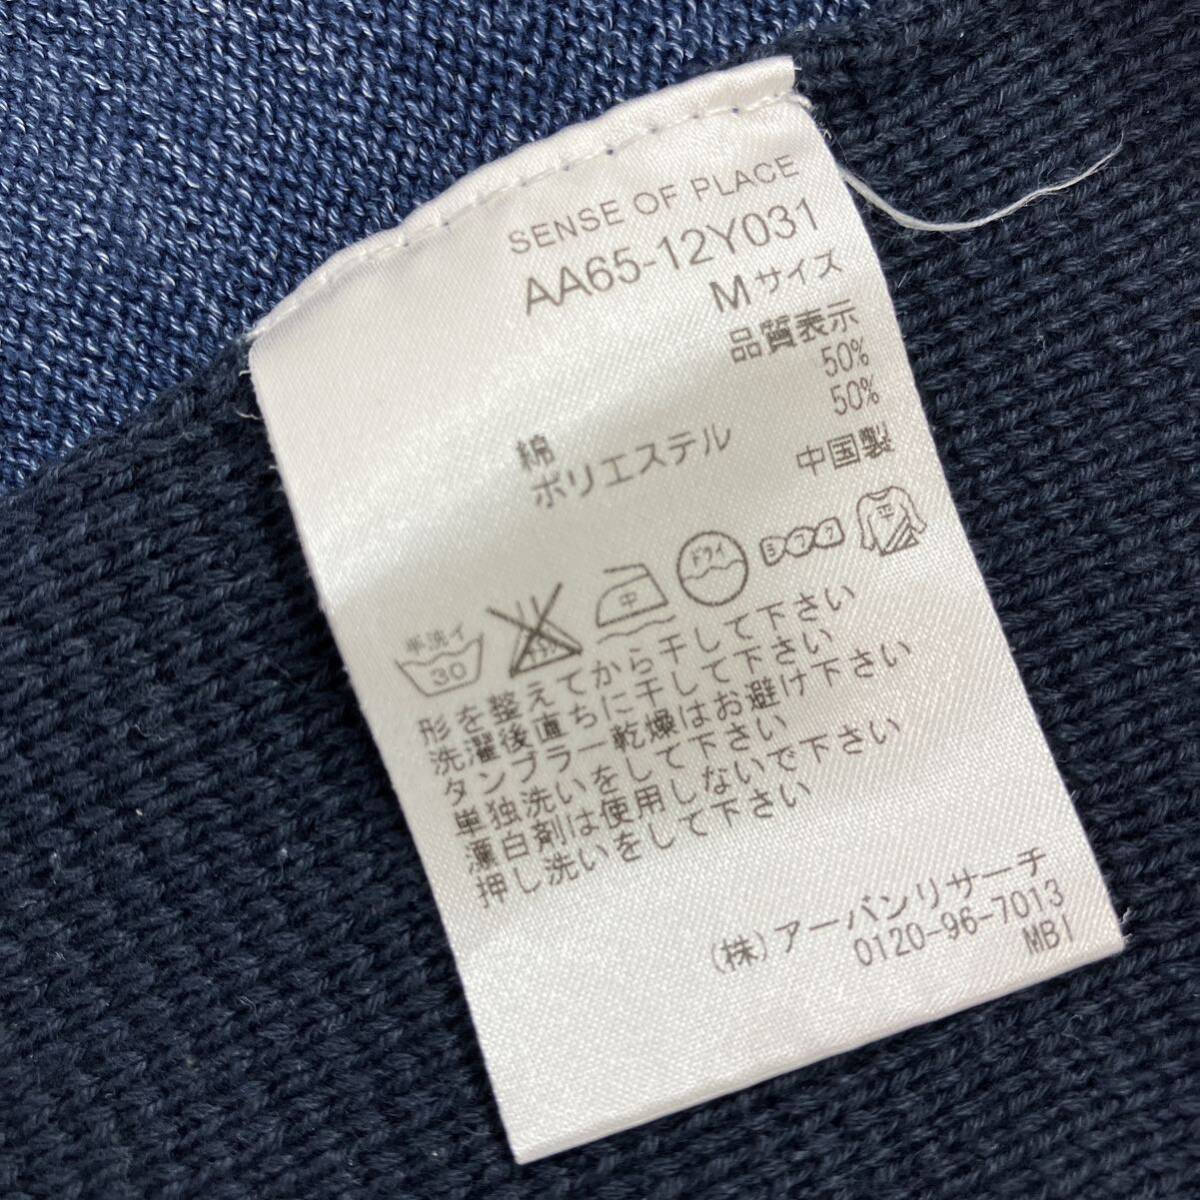 SENSE OF PLACE
AA65-12Y031
Mサイズ
品質表示
綿 50%
ポリエステル 50%
中国製
手洗イ
30
中
ドライ
中
形を整えてから干して下さい
洗濯後直ちに干して下さい
タンブラー乾燥はお避け下さい
単独洗いをして下さい
漂白剤は使用しないで下さい
押し洗いをして下さい
(株)アーバンリサーチ
0120-96-7013
MBI